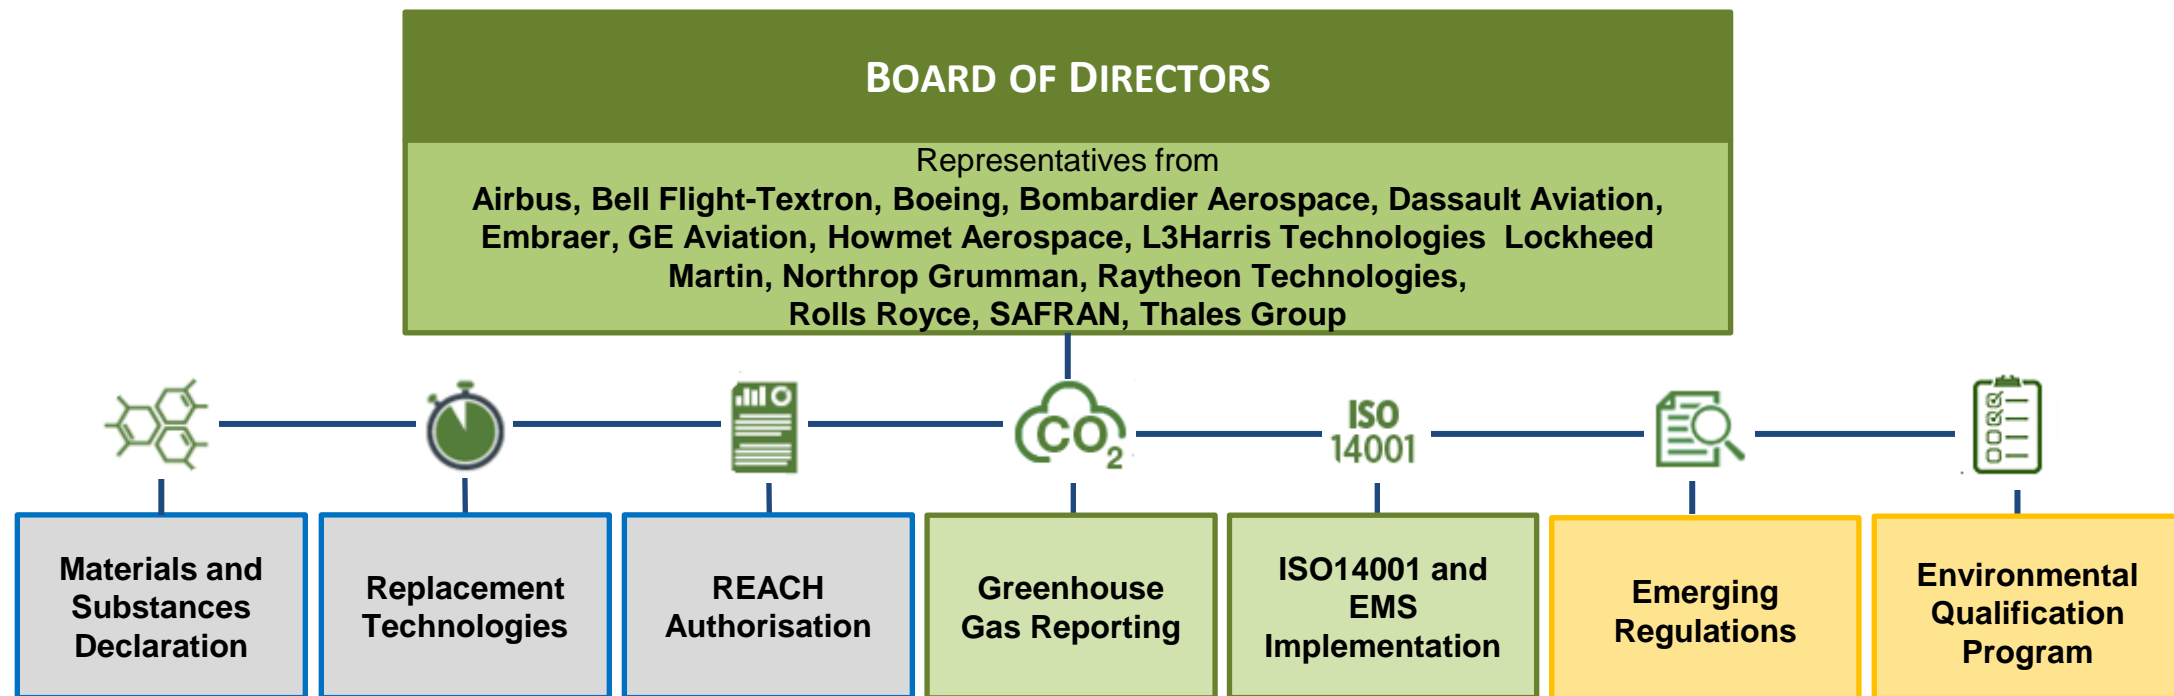 BOARD OF DIRECTORS
Representatives from
Airbus, Bell Flight-Textron, Boeing, Bombardier Aerospace, Dassault Aviation,
Embraer, GE Aviation, Howmet Aerospace, L3Harris Technologies  Lockheed
Martin, Northrop Grumman, Raytheon Technologies,
Rolls Royce, SAFRAN, Thales Group
CO2
ISO
14001
Materials and
Substances
Declaration
Replacement
Technologies
REACH
Authorisation
Greenhouse
Gas Reporting
ISO14001 and
EMS
Implementation
Emerging
Regulations
Environmental
Qualification
Program